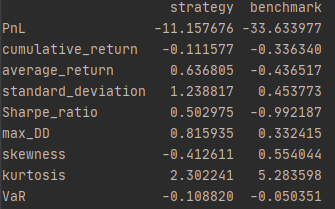 strategy benchmark
PnL -11.157676 -33.633977
cumulative_return -0.111577 -0.336340
average_return 0.636805 -0.436517
standard_deviation 1.238817 0.453773
Sharpe_ratio 0.502975 -0.992187
max_DD 0.815935 0.332415
skewness -0.412611 0.554044
kurtosis 2.302241 5.283598
VaR -0.108820 -0.050351